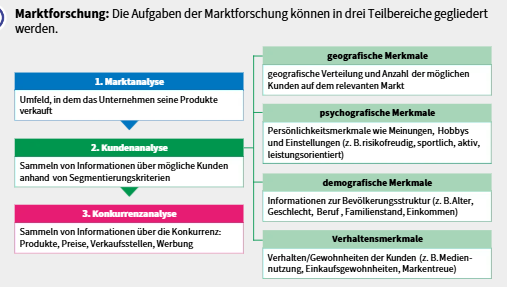 Marktforschung: Die Aufgaben der Marktforschung können in drei Teilbereiche gegliedert
werden.
1. Marktanalyse
Umfeld, in dem das Unternehmen seine Produkte
verkauft
2. Kundenanalyse
Sammeln von Informationen über mögliche Kunden
anhand von Segmentierungskriterien
3. Konkurrenzanalyse
Sammeln von Informationen über die Konkurrenz:
Produkte, Preise, Verkaufsstellen, Werbung
geografische Merkmale
geografische Verteilung und Anzahl der möglichen
Kunden auf dem relevanten Markt
psychografische Merkmale
Persönlichkeitsmerkmale wie Meinungen, Hobbys
und Einstellungen (z. B. risikofreudig, sportlich, aktiv,
leistungsorientiert)
demografische Merkmale
Informationen zur Bevölkerungsstruktur (z. B. Alter,
Geschlecht, Beruf, Familienstand, Einkommen)
Verhaltensmerkmale
Verhalten/Gewohnheiten der Kunden (z. B. Medien-
nutzung, Einkaufsgewohnheiten, Markentreue)